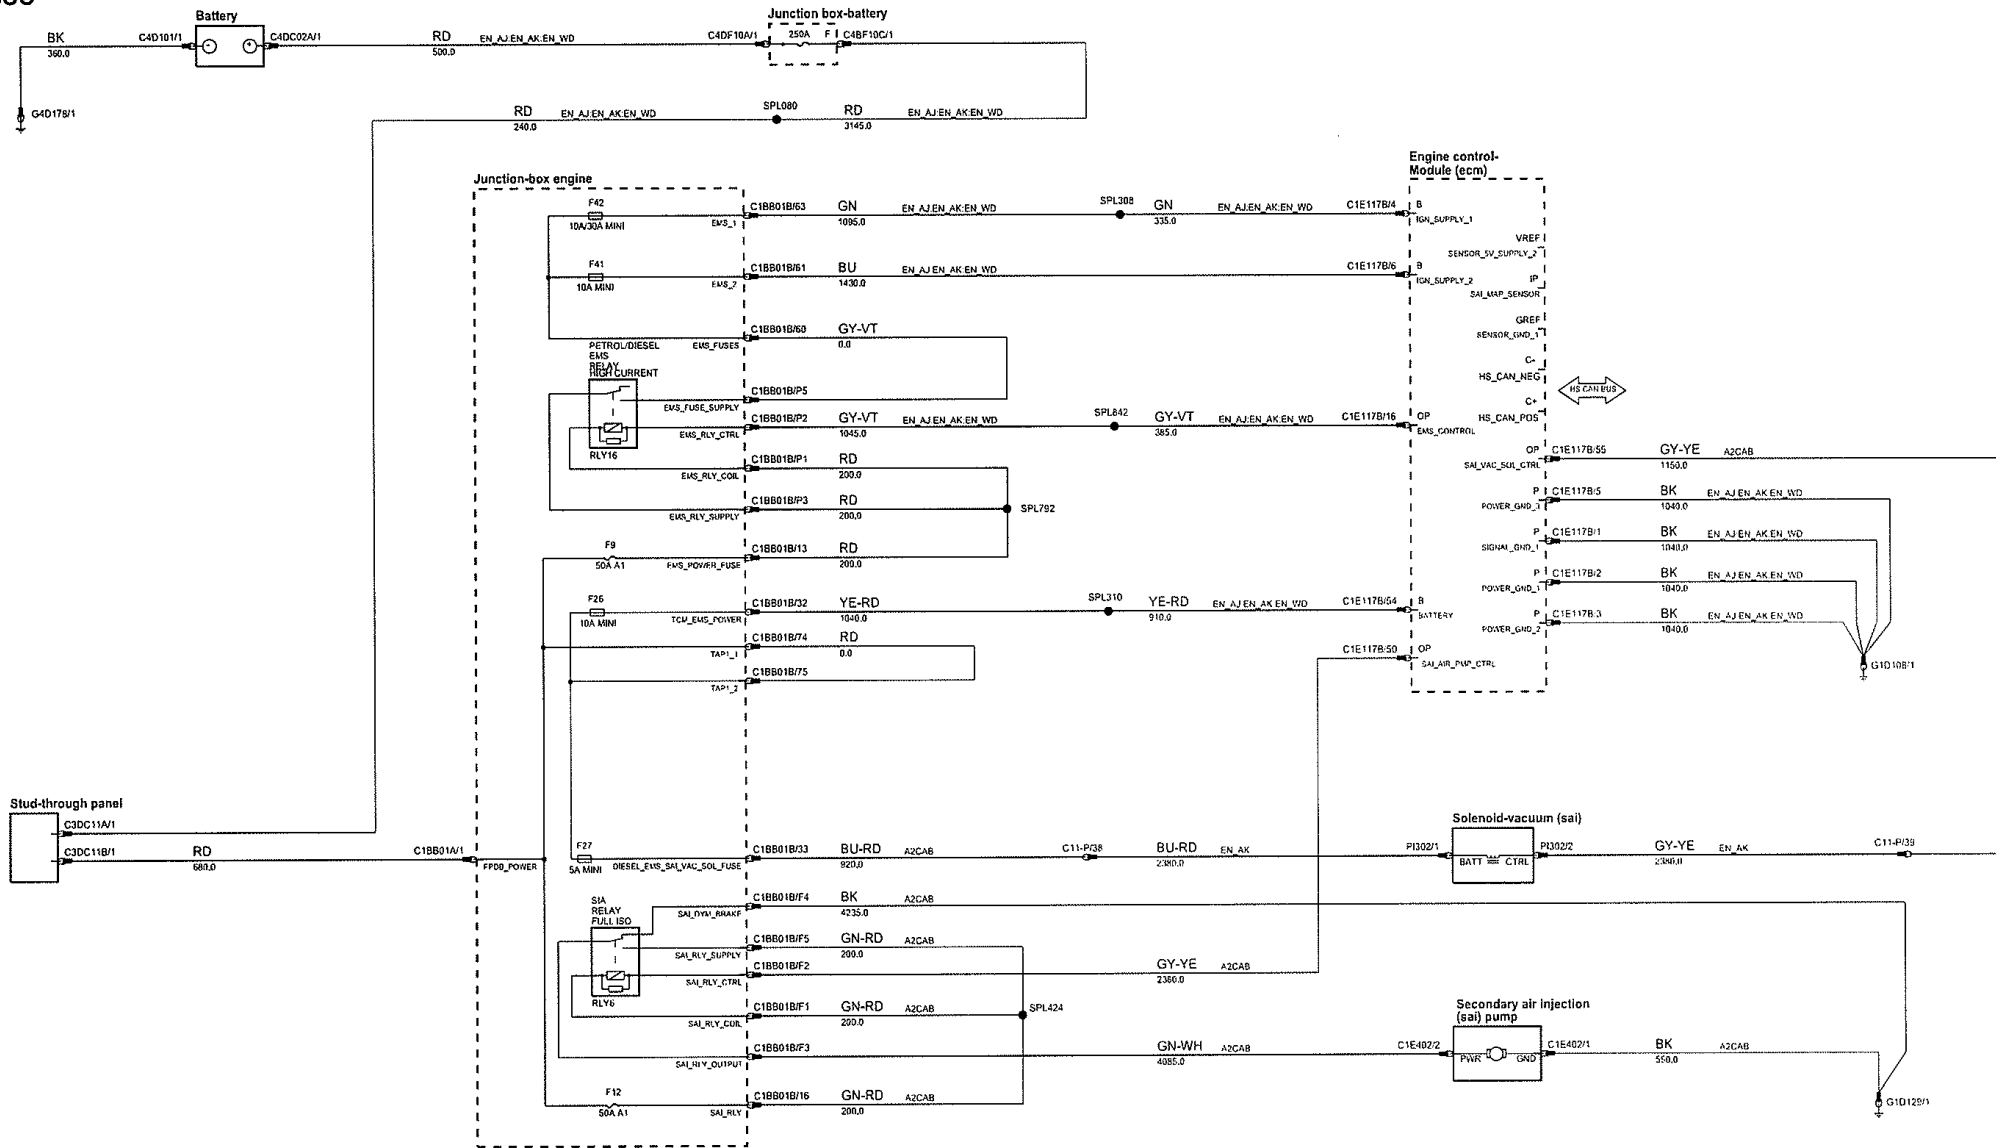 Battery
Junction box-battery
BK
360.0
C4D101/1
C4DC02A/1
RD
500.0
EN_AJ:EN_AK:EN_WD
C4DF10A/1
250A F
C4BF10C/1
G4D178/1
RD
240.0
EN_AJ:EN_AK:EN_WD
SPL080
RD
3145.0
EN_AJ:EN_AK:EN_WD
Junction-box engine
Engine control-
Module (ecm)
F42
10A/30A MINI
EMS_1
C1BB01B/63
GN
1095.0
EN_AJ:EN_AK:EN_WD
SPL308
GN
335.0
EN_AJ:EN_AK:EN_WD
C1E117B/4
B
IGN_SUPPLY_1
VREF
SENSOR_5V_SUPPLY_2
F41
10A MINI
EMS_2
C1BB01B/61
BU
1430.0
EN_AJ:EN_AK:EN_WD
C1E117B/6
B
IGN_SUPPLY_2
IP
SAI_MAP_SENSOR
GREF
SENSOR_GND_1
C1BB01B/60
GY-VT
0.0
EMS_FUSES
PETROL/DIESEL
EMS
RELAY
HIGH CURRENT
C-
HS_CAN_NEG
HS CAN BUS
C+
HS_CAN_POS
C1BB01B/P5
EMS_FUSE_SUPPLY
C1BB01B/P2
GY-VT
1045.0
EN_AJ:EN_AK:EN_WD
EMS_RLY_CTRL
SPL842
GY-VT
385.0
EN_AJ:EN_AK:EN_WD
C1E117B/16
OP
EMS_CONTROL
RLY16
C1BB01B/P1
RD
200.0
EMS_RLY_COIL
OP
SAI_VAC_SOL_CTRL
C1E117B/55
GY-YE
1150.0
A2CAB
C1BB01B/P3
RD
200.0
EMS_RLY_SUPPLY
SPL792
P
POWER_GND_3
C1E117B/5
BK
1040.0
EN_AJ:EN_AK:EN_WD
F9
50A A1
EMS_POWER_FUSE
C1BB01B/13
RD
200.0
P
SIGNAL_GND_1
C1E117B/1
BK
1040.0
EN_AJ:EN_AK:EN_WD
P
POWER_GND_1
C1E117B/2
BK
1040.0
EN_AJ:EN_AK:EN_WD
F26
10A MINI
TCM_EMS_POWER
C1BB01B/32
YE-RD
1040.0
SPL310
YE-RD
910.0
EN_AJ:EN_AK:EN_WD
C1E117B/54
B
BATTERY
P
POWER_GND_2
C1E117B/3
BK
1040.0
EN_AJ:EN_AK:EN_WD
C1BB01B/74
RD
0.0
TAP1_1
C1BB01B/75
TAP1_2
C1E117B/50
OP
SAI_AIR_PMP_CTRL
G1D108/1
Stud-through panel
C3DC11A/1
C3DC11B/1
RD
680.0
C1BB01A/1
FPDB_POWER
F27
5A MINI
DIESEL_EMS_SAI_VAC_SOL_FUSE
C1BB01B/33
BU-RD
920.0
A2CAB
C11-P/38
BU-RD
2380.0
EN_AK
PI302/1
Solenoid-vacuum (sai)
BATT CTRL
PI302/2
GY-YE
2380.0
EN_AK
C11-P/39
SIA
RELAY
FULL ISO
RLY6
SAI_DYM_BRAKE
C1BB01B/F4
BK
4235.0
A2CAB
SAI_RLY_SUPPLY
C1BB01B/F5
GN-RD
200.0
A2CAB
SAI_RLY_CTRL
C1BB01B/F2
GY-YE
2380.0
A2CAB
SAI_RLY_COIL
C1BB01B/F1
GN-RD
200.0
A2CAB
SPL424
SAI_RLY_OUTPUT
C1BB01B/F3
GN-WH
4085.0
A2CAB
C1E402/2
Secondary air injection
(sai) pump
PWR GND
C1E402/1
BK
550.0
A2CAB
F12
50A A1
SAI_RLY
C1BB01B/16
GN-RD
200.0
A2CAB
G1D129/1